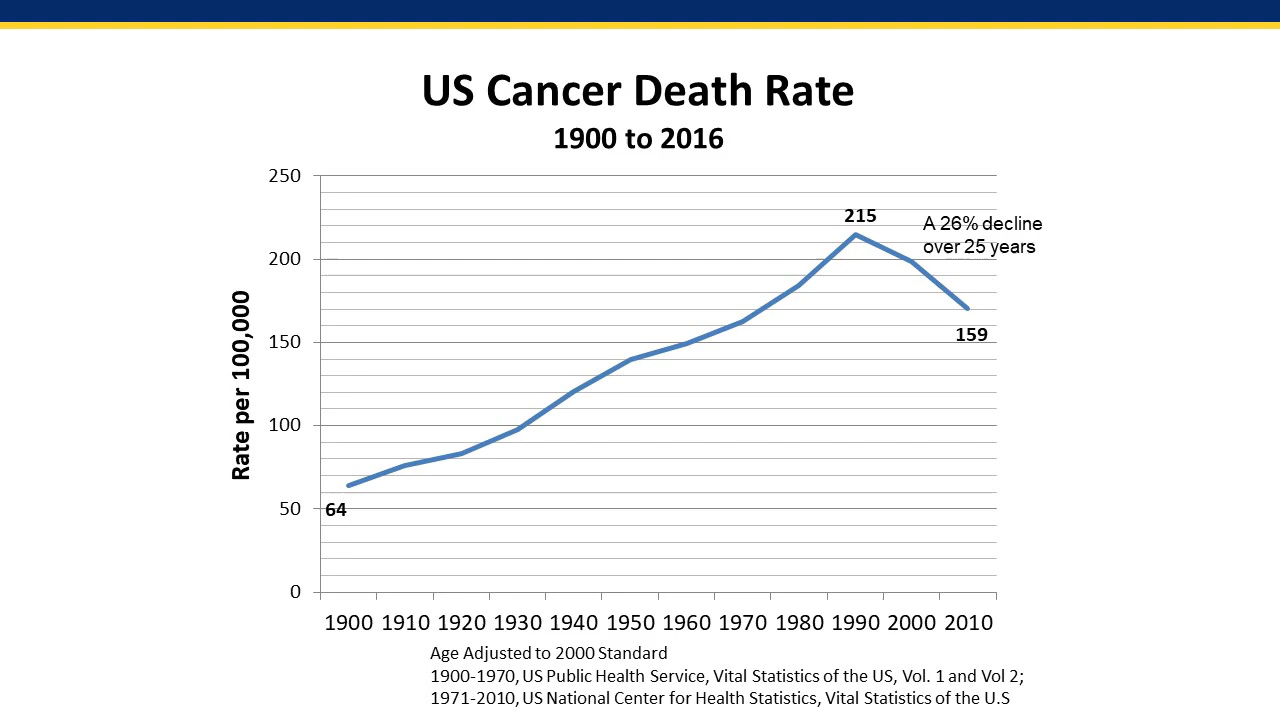 US Cancer Death Rate
1900 to 2016
250
200
150
100
50
0
Rate per 100,000
64
215
A 26% decline
over 25 years
159
1900 1910 1920 1930 1940 1950 1960 1970 1980 1990 2000 2010
Age Adjusted to 2000 Standard
1900-1970, US Public Health Service, Vital Statistics of the US, Vol. 1 and Vol 2;
1971-2010, US National Center for Health Statistics, Vital Statistics of the U.S